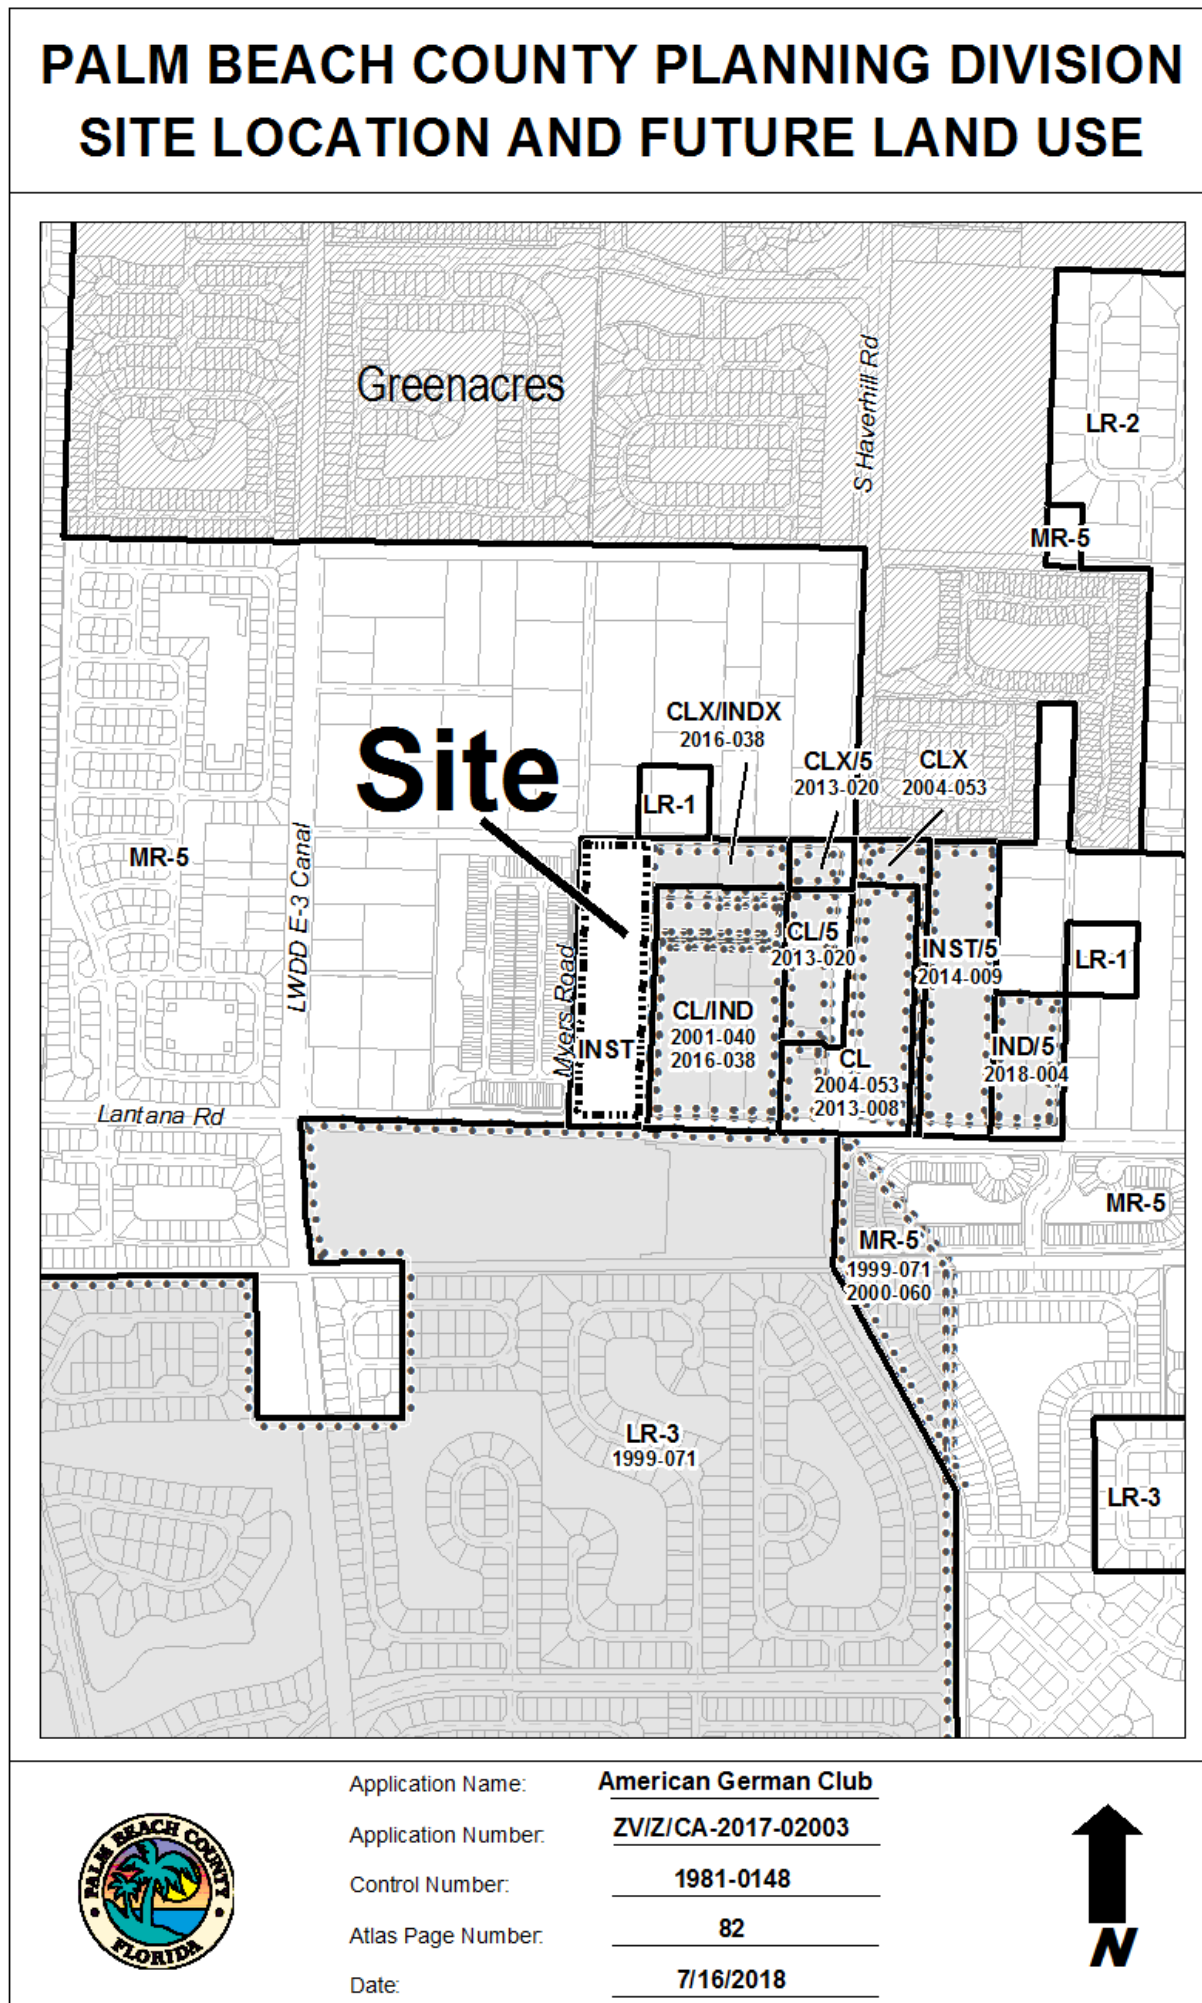 PALM BEACH COUNTY PLANNING DIVISION
SITE LOCATION AND FUTURE LAND USE
Greenacres
S Haverhill Rd
LR-2
MR-5
CLX/INDX
2016-038
CLX/5
2013-020
CLX
2004-053
Site
LR-1
MR-5
LWDD E-3 Canal
Myers Road
INST
CL/5
2013-020
INST/5
2014-009
LR-1
CL/IND
2001-040
2016-038
CL
2004-053
2013-008
IND/5
2018-004
Lantana Rd
MR-5
MR-5
1999-071
2000-060
LR-3
1999-071
LR-3
PALM BEACH COUNTY
FLORIDA
Application Name: American German Club
Application Number: ZV/Z/CA-2017-02003
Control Number: 1981-0148
Atlas Page Number: 82
Date: 7/16/2018
N